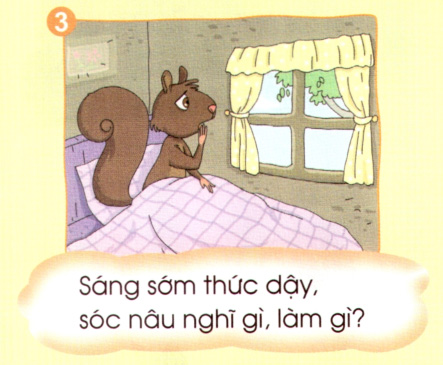 3
Sáng sớm thức dậy,
sóc nâu nghĩ gì, làm gì?